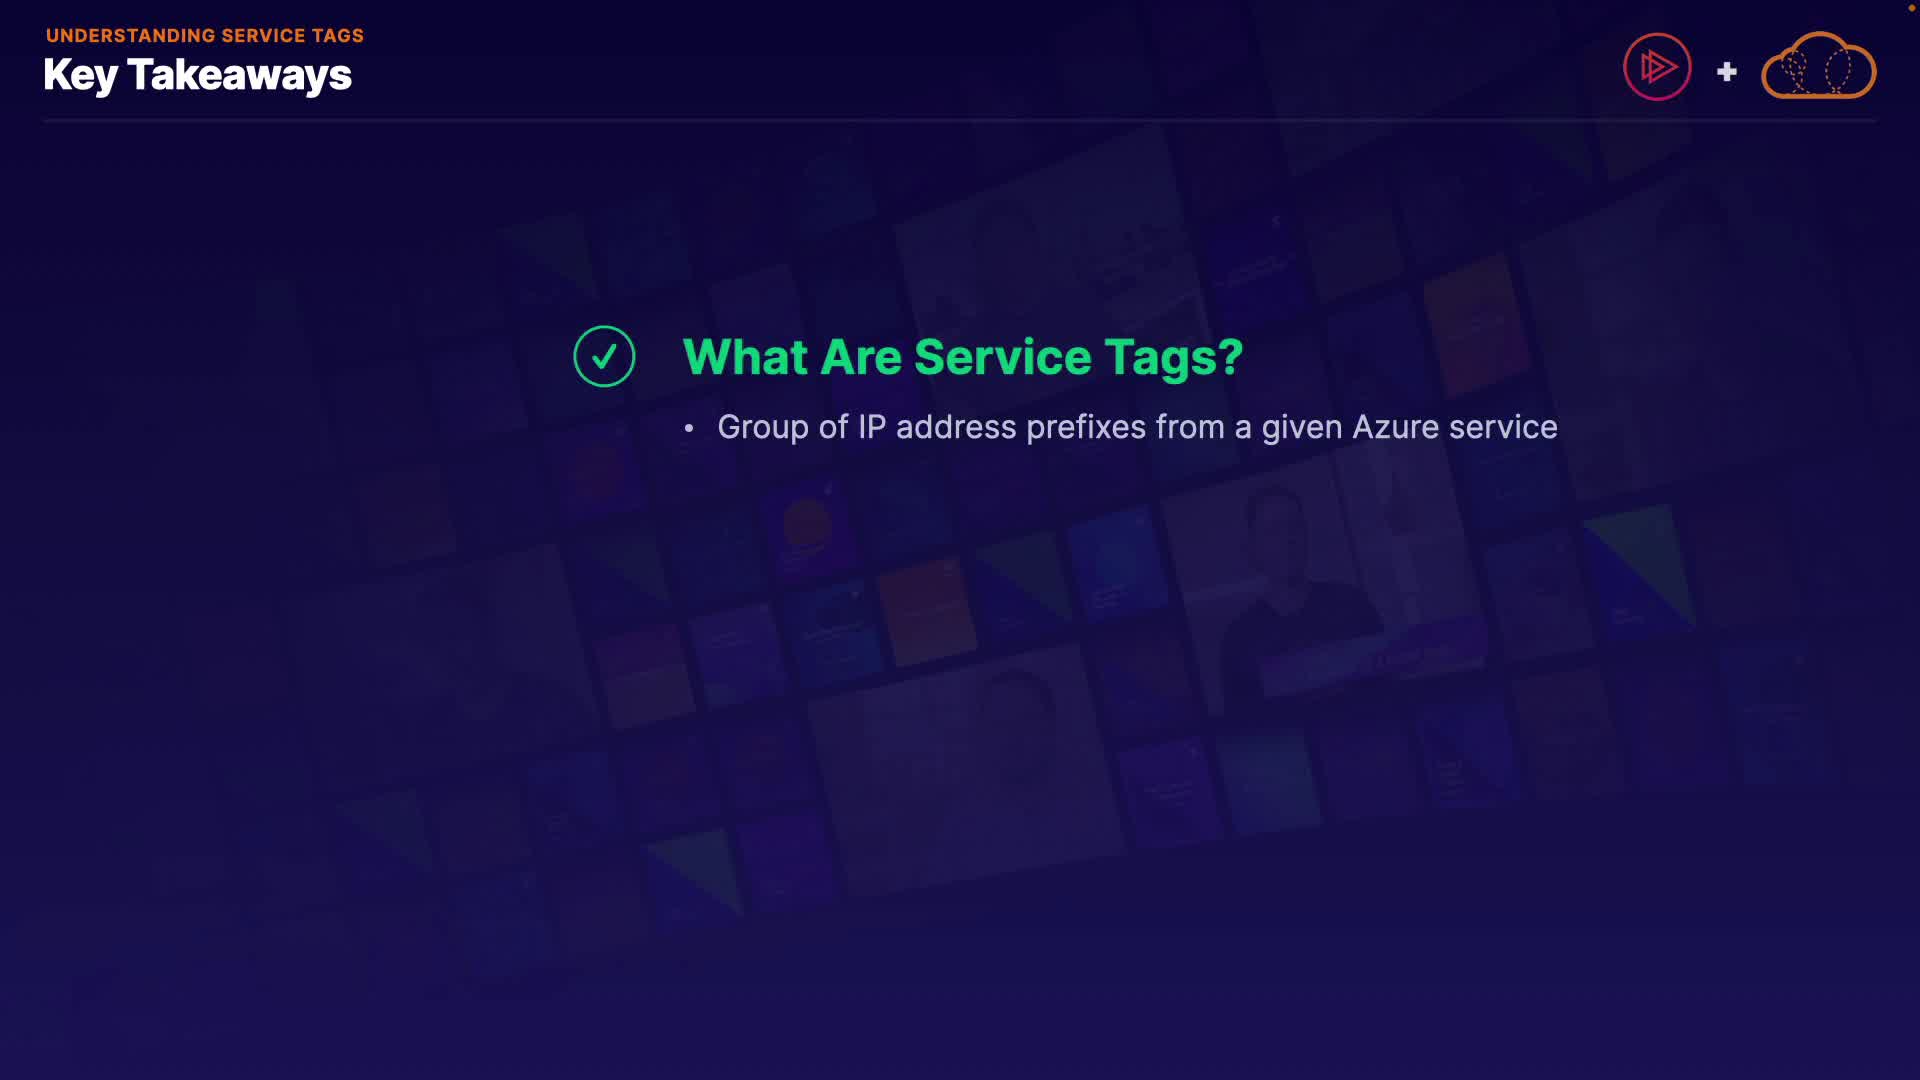 UNDERSTANDING SERVICE TAGS
Key Takeaways
What Are Service Tags?
• Group of IP address prefixes from a given Azure service